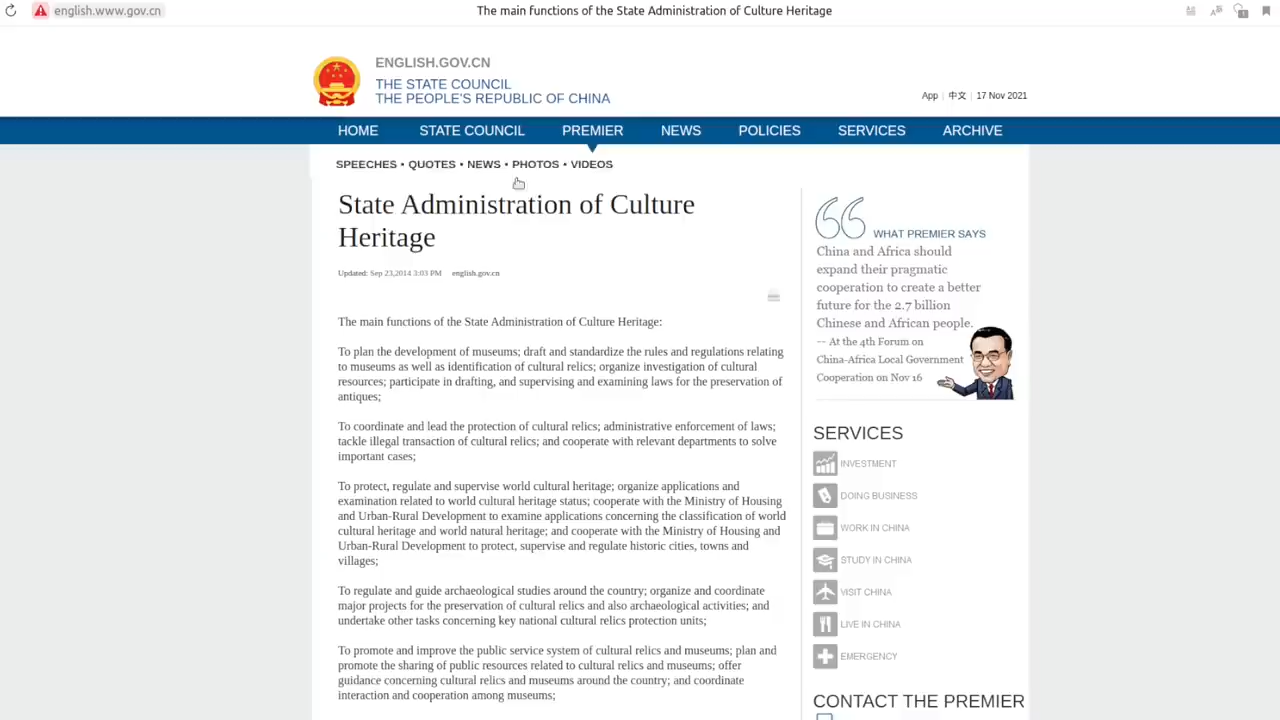 english.www.gov.cn
The main functions of the State Administration of Culture Heritage
ENGLISH.GOV.CN
THE STATE COUNCIL
THE PEOPLE'S REPUBLIC OF CHINA
App | 中文 | 17 Nov 2021
HOME STATE COUNCIL PREMIER NEWS POLICIES SERVICES ARCHIVE
SPEECHES • QUOTES • NEWS • PHOTOS • VIDEOS
State Administration of Culture
Heritage
Updated: Sep 23,2014 3:03 PM english.gov.cn
The main functions of the State Administration of Culture Heritage:
To plan the development of museums; draft and standardize the rules and regulations relating
to museums as well as identification of cultural relics; organize investigation of cultural
resources; participate in drafting, and supervising and examining laws for the preservation of
antiques;
To coordinate and lead the protection of cultural relics; administrative enforcement of laws;
tackle illegal transaction of cultural relics; and cooperate with relevant departments to solve
important cases;
To protect, regulate and supervise world cultural heritage; organize applications and
examination related to world cultural heritage status; cooperate with the Ministry of Housing
and Urban-Rural Development to examine applications concerning the classification of world
cultural heritage and world natural heritage; and cooperate with the Ministry of Housing and
Urban-Rural Development to protect, supervise and regulate historic cities, towns and
villages;
To regulate and guide archaeological studies around the country; organize and coordinate
major projects for the preservation of cultural relics and also archaeological activities; and
undertake other tasks concerning key national cultural relics protection units;
To promote and improve the public service system of cultural relics and museums; plan and
promote the sharing of public resources related to cultural relics and museums; offer
guidance concerning cultural relics and museums around the country; and coordinate
interaction and cooperation among museums;
WHAT PREMIER SAYS
China and Africa should
expand their pragmatic
cooperation to create a better
future for the 2.7 billion
Chinese and African people.
-- At the 4th Forum on
China-Africa Local Government
Cooperation on Nov 16
SERVICES
INVESTMENT
DOING BUSINESS
WORK IN CHINA
STUDY IN CHINA
VISIT CHINA
LIVE IN CHINA
EMERGENCY
CONTACT THE PREMIER